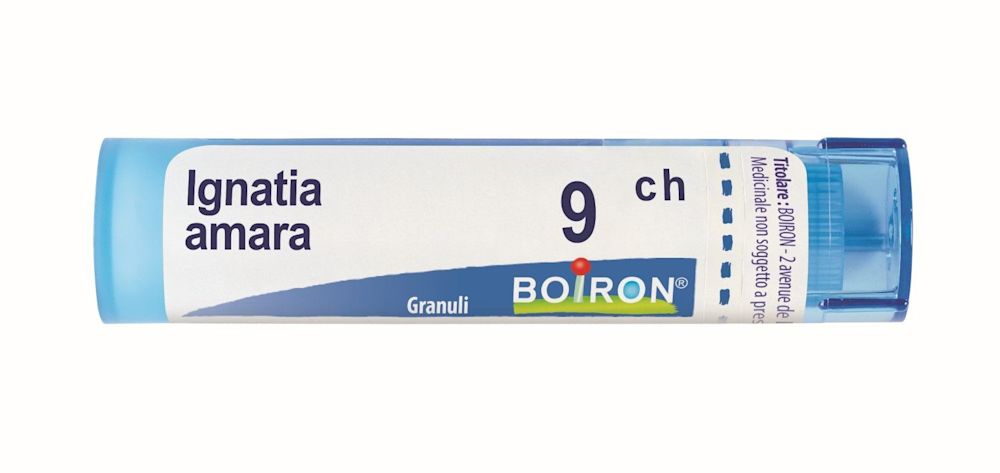 Ignatia
amara
9 ch
Granuli
BOIRON®
Titolare: BOIRON - 2 avenue de
Medicinale non soggetto a pres